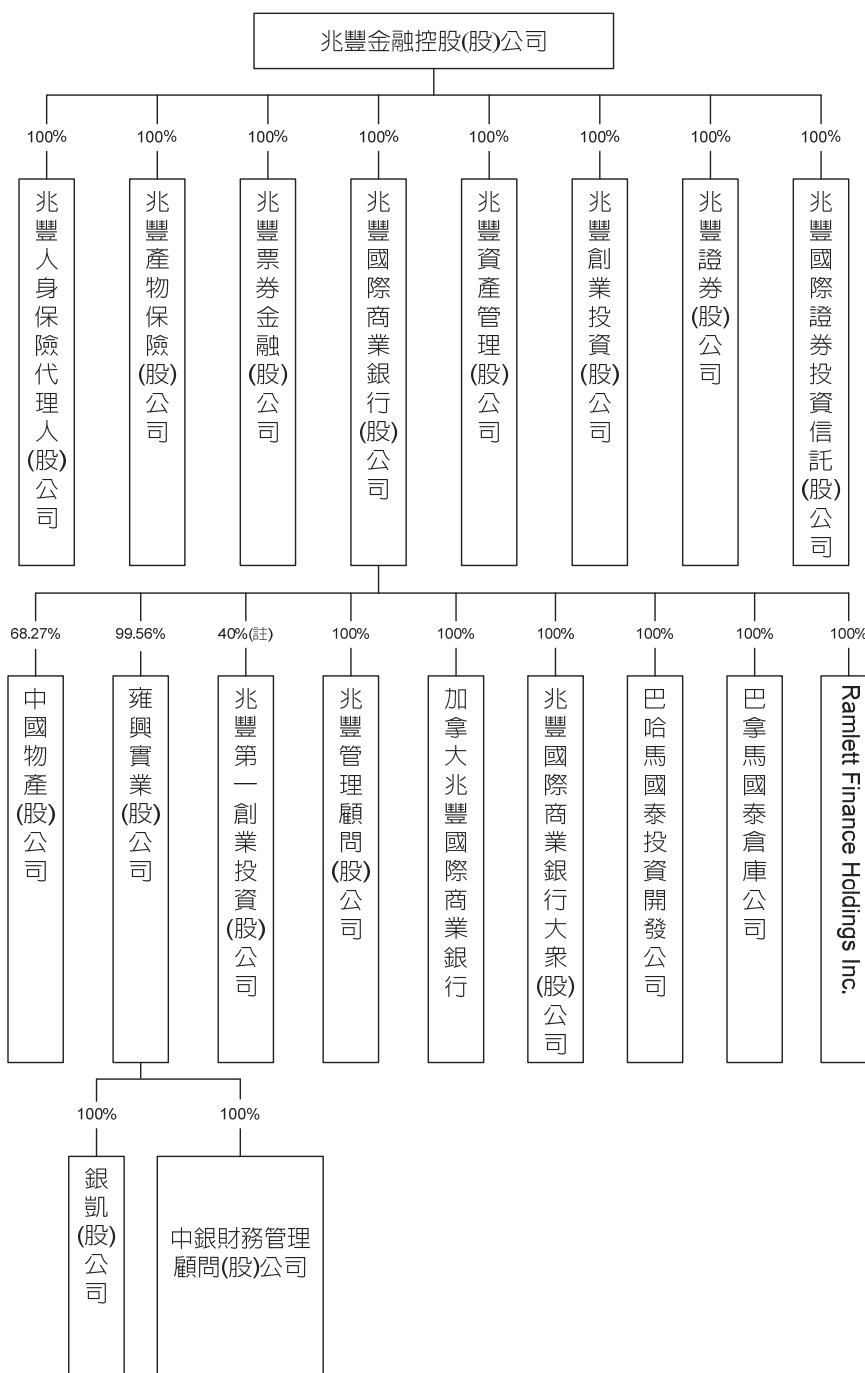 兆豐金融控股(股)公司
100%
100%
100%
100%
100%
100%
100%
100%
兆豐人身保險代理人(股)公司
兆豐產物保險(股)公司
兆豐票券金融(股)公司
兆豐國際商業銀行(股)公司
兆豐資產管理(股)公司
兆豐創業投資(股)公司
兆豐證券(股)公司
兆豐國際證券投資信託(股)公司
68.27%
99.56%
40%(註)
100%
100%
100%
100%
100%
100%
中國物產(股)公司
雍興實業(股)公司
兆豐第一創業投資(股)公司
兆豐管理顧問(股)公司
加拿大兆豐國際商業銀行
兆豐國際商業銀行大衆(股)公司
巴哈馬國泰投資開發公司
巴拿馬國泰倉庫公司
Ramlett Finance Holdings Inc.
100%
100%
銀凱(股)公司
中銀財務管理
顧問(股)公司